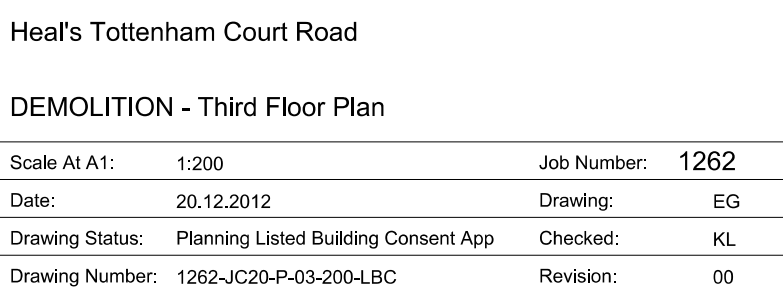 Heal's Tottenham Court Road
DEMOLITION - Third Floor Plan
Scale At A1: 1:200 Job Number: 1262
Date: 20.12.2012 Drawing: EG
Drawing Status: Planning Listed Building Consent App Checked: KL
Drawing Number: 1262-JC20-P-03-200-LBC Revision: 00